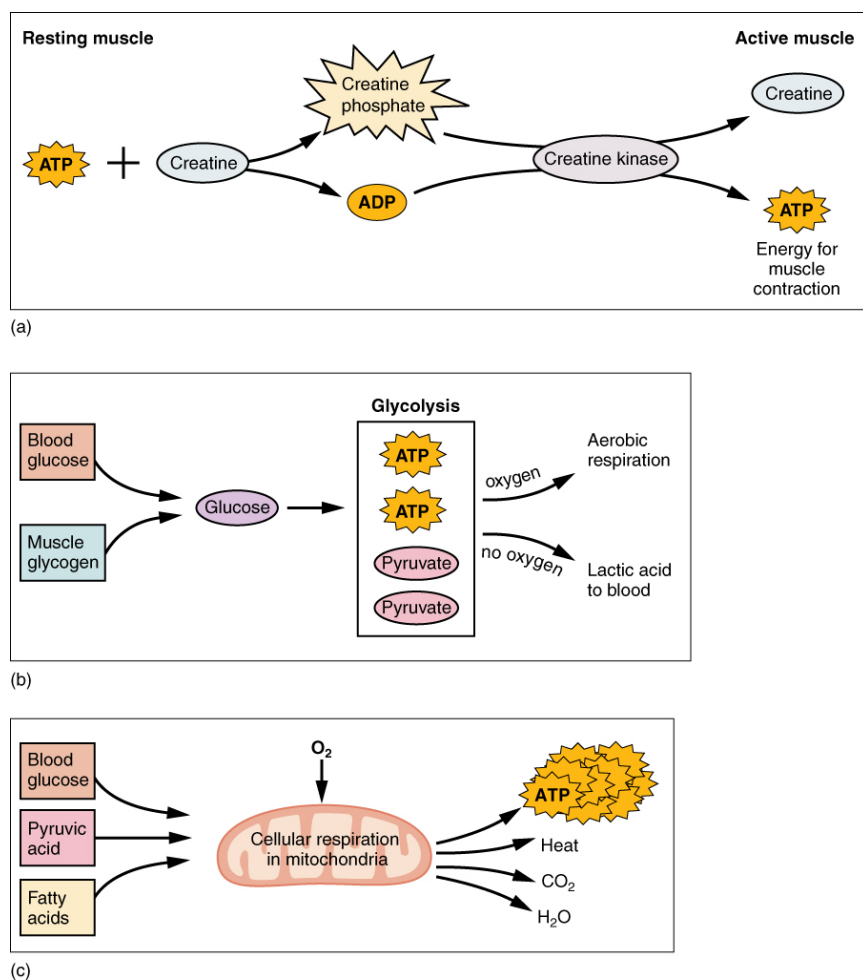 Resting muscle
Active muscle
ATP
+
Creatine
Creatine
phosphate
ADP
Creatine kinase
Creatine
ATP
Energy for
muscle
contraction
(a)
Glycolysis
Blood
glucose
Muscle
glycogen
Glucose
ATP
ATP
Pyruvate
Pyruvate
oxygen
no oxygen
Aerobic
respiration
Lactic acid
to blood
(b)
Blood
glucose
Pyruvic
acid
Fatty
acids
O₂
Cellular respiration
in mitochondria
ATP
Heat
CO₂
H₂O
(c)